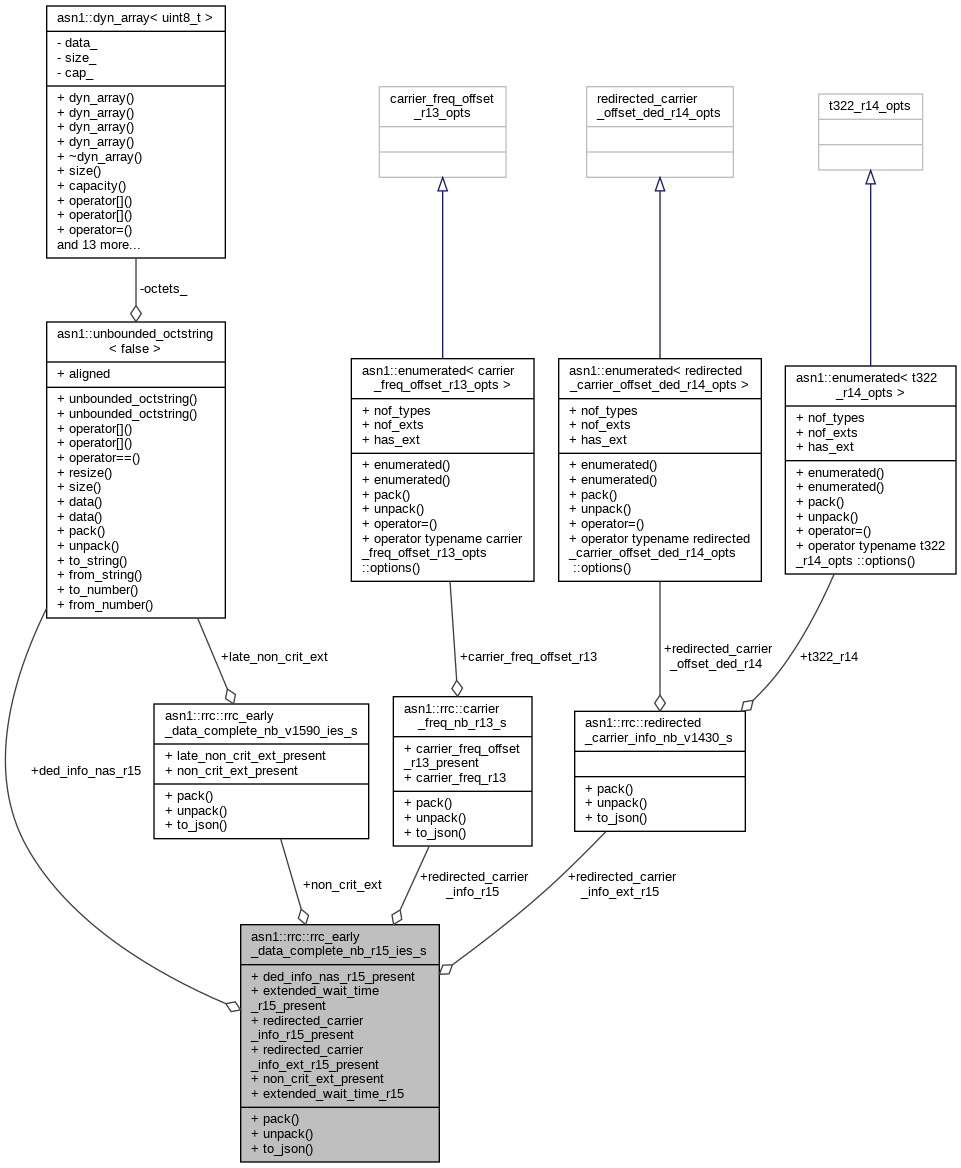 asn1::dyn_array< uint8_t >
- data_
- size_
- cap_
+ dyn_array()
+ dyn_array()
+ dyn_array()
+ dyn_array()
+ ~dyn_array()
+ size()
+ capacity()
+ operator[]()
+ operator[]()
+ operator=()
and 13 more...
carrier_freq_offset
_r13_opts
redirected_carrier
_offset_ded_r14_opts
t322_r14_opts
-octets_
asn1::unbounded_octstring
< false >
+ aligned
+ unbounded_octstring()
+ unbounded_octstring()
+ operator[]()
+ operator[]()
+ operator==()
+ resize()
+ size()
+ data()
+ data()
+ pack()
+ unpack()
+ to_string()
+ from_string()
+ to_number()
+ from_number()
asn1::enumerated< carrier
_freq_offset_r13_opts >
+ nof_types
+ nof_exts
+ has_ext
+ enumerated()
+ enumerated()
+ pack()
+ unpack()
+ operator=()
+ operator typename carrier
_freq_offset_r13_opts
::options()
asn1::enumerated< redirected
_carrier_offset_ded_r14_opts >
+ nof_types
+ nof_exts
+ has_ext
+ enumerated()
+ enumerated()
+ pack()
+ unpack()
+ operator=()
+ operator typename redirected
_carrier_offset_ded_r14_opts
::options()
asn1::enumerated< t322
_r14_opts >
+ nof_types
+ nof_exts
+ has_ext
+ enumerated()
+ enumerated()
+ pack()
+ unpack()
+ operator=()
+ operator typename t322
_r14_opts ::options()
+late_non_crit_ext
+carrier_freq_offset_r13
+redirected_carrier
_offset_ded_r14
+t322_r14
asn1::rrc::rrc_early
_data_complete_nb_v1590_ies_s
+ late_non_crit_ext_present
+ non_crit_ext_present
+ pack()
+ unpack()
+ to_json()
asn1::rrc::carrier
_freq_nb_r13_s
+ carrier_freq_offset
_r13_present
+ carrier_freq_r13
+ pack()
+ unpack()
+ to_json()
asn1::rrc::redirected
_carrier_info_nb_v1430_s
+ pack()
+ unpack()
+ to_json()
+ded_info_nas_r15
+non_crit_ext
+redirected_carrier
_info_r15
+redirected_carrier
_info_ext_r15
asn1::rrc::rrc_early
_data_complete_nb_r15_ies_s
+ ded_info_nas_r15_present
+ extended_wait_time
_r15_present
+ redirected_carrier
_info_r15_present
+ redirected_carrier
_info_ext_r15_present
+ non_crit_ext_present
+ extended_wait_time_r15
+ pack()
+ unpack()
+ to_json()